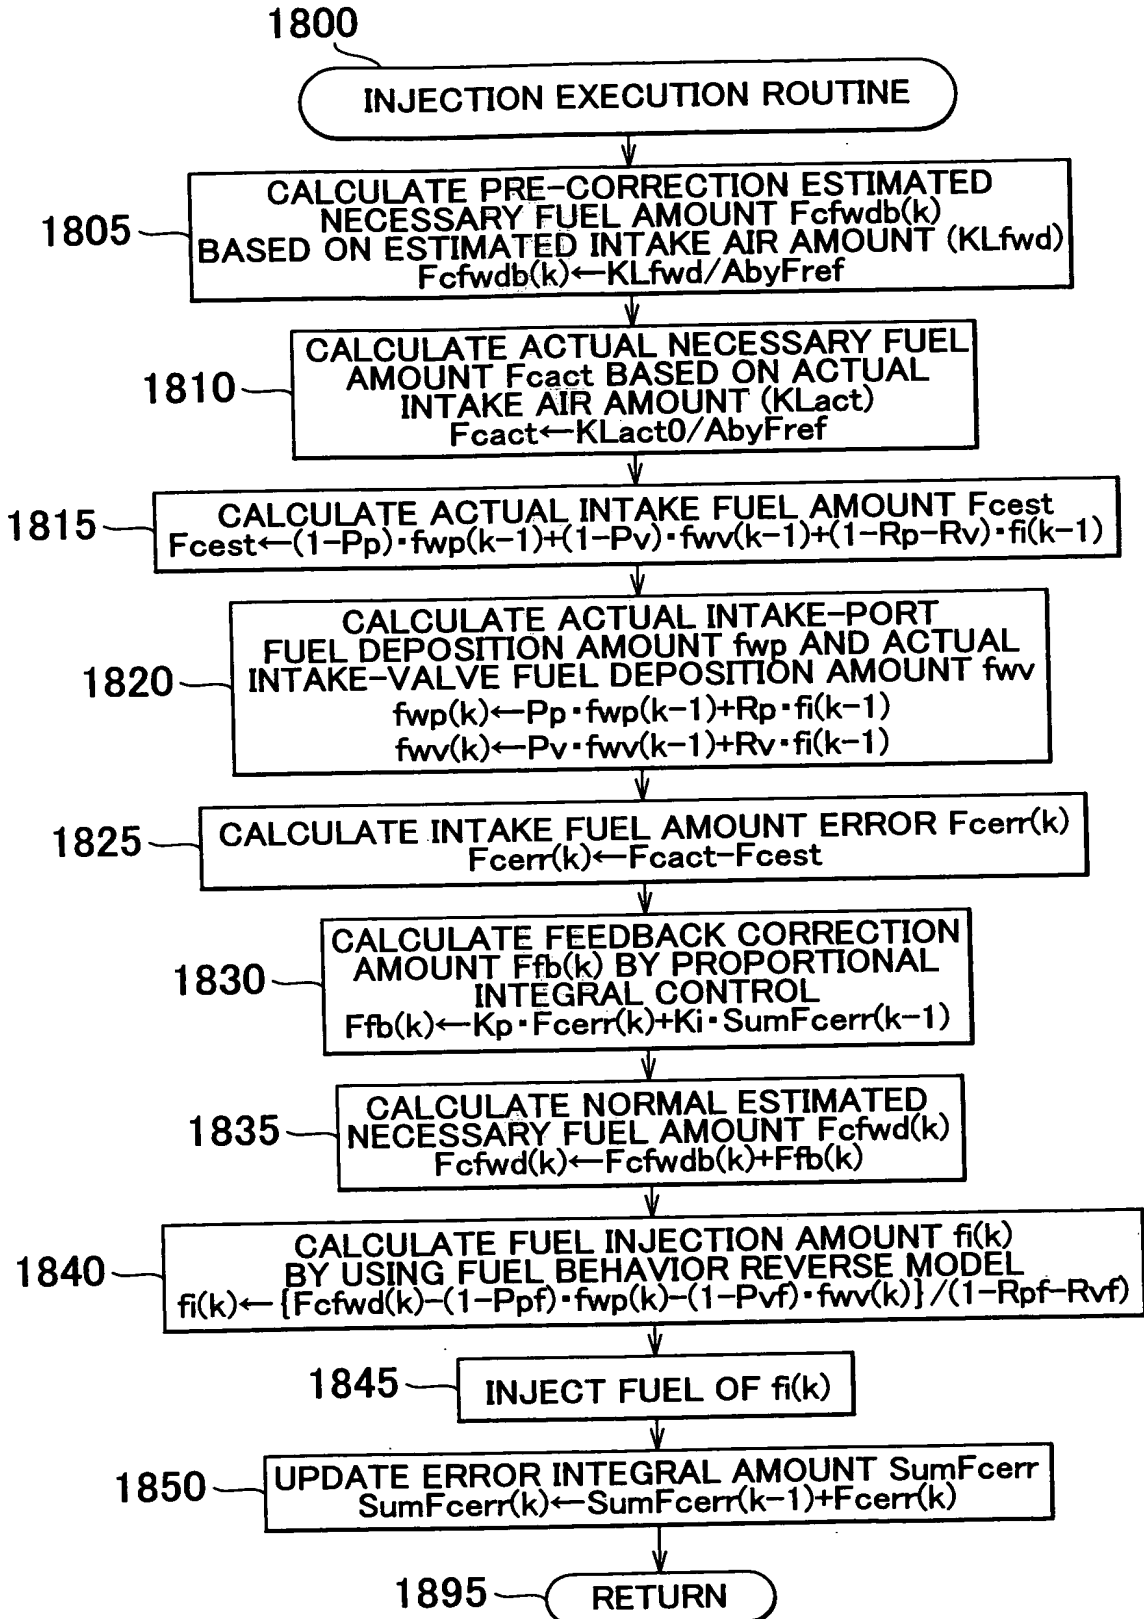 1800
INJECTION EXECUTION ROUTINE
1805
CALCULATE PRE-CORRECTION ESTIMATED
NECESSARY FUEL AMOUNT Fcfwdb(k)
BASED ON ESTIMATED INTAKE AIR AMOUNT (KLfwd)
Fcfwdb(k)←KLfwd/AbyFref
1810
CALCULATE ACTUAL NECESSARY FUEL
AMOUNT Fcact BASED ON ACTUAL
INTAKE AIR AMOUNT (KLact)
Fcact←KLact0/AbyFref
1815
CALCULATE ACTUAL INTAKE FUEL AMOUNT Fcest
Fcest←(1-Pp)·fwp(k-1)+(1-Pv)·fwv(k-1)+(1-Rp-Rv)·fi(k-1)
1820
CALCULATE ACTUAL INTAKE-PORT
FUEL DEPOSITION AMOUNT fwp AND ACTUAL
INTAKE-VALVE FUEL DEPOSITION AMOUNT fwv
fwp(k)←Pp·fwp(k-1)+Rp·fi(k-1)
fwv(k)←Pv·fwv(k-1)+Rv·fi(k-1)
1825
CALCULATE INTAKE FUEL AMOUNT ERROR Fcerr(k)
Fcerr(k)←Fcact-Fcest
1830
CALCULATE FEEDBACK CORRECTION
AMOUNT Ffb(k) BY PROPORTIONAL
INTEGRAL CONTROL
Ffb(k)←Kp·Fcerr(k)+Ki·SumFcerr(k-1)
1835
CALCULATE NORMAL ESTIMATED
NECESSARY FUEL AMOUNT Fcfwd(k)
Fcfwd(k)←Fcfwdb(k)+Ffb(k)
1840
CALCULATE FUEL INJECTION AMOUNT fi(k)
BY USING FUEL BEHAVIOR REVERSE MODEL
fi(k)←{Fcfwd(k)-(1-Ppf)·fwp(k)-(1-Pvf)·fwv(k)}/(1-Rpf-Rvf)
1845
INJECT FUEL OF fi(k)
1850
UPDATE ERROR INTEGRAL AMOUNT SumFcerr
SumFcerr(k)←SumFcerr(k-1)+Fcerr(k)
1895
RETURN